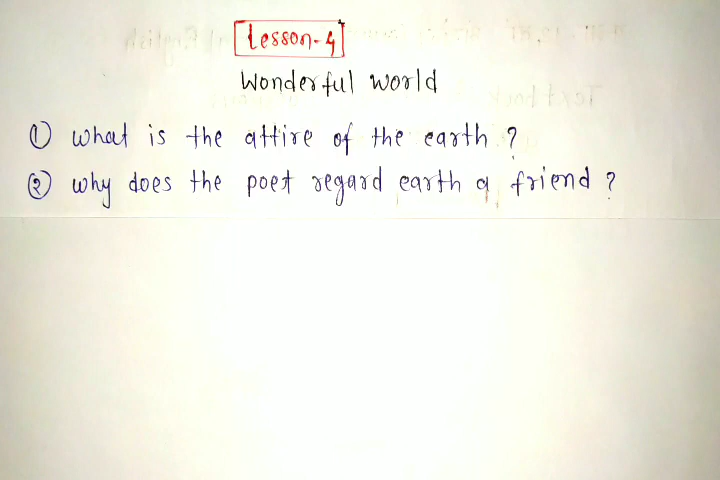 Lesson-4
Wonderful world
① what is the attire of the earth ?
② why does the poet regard earth a friend ?